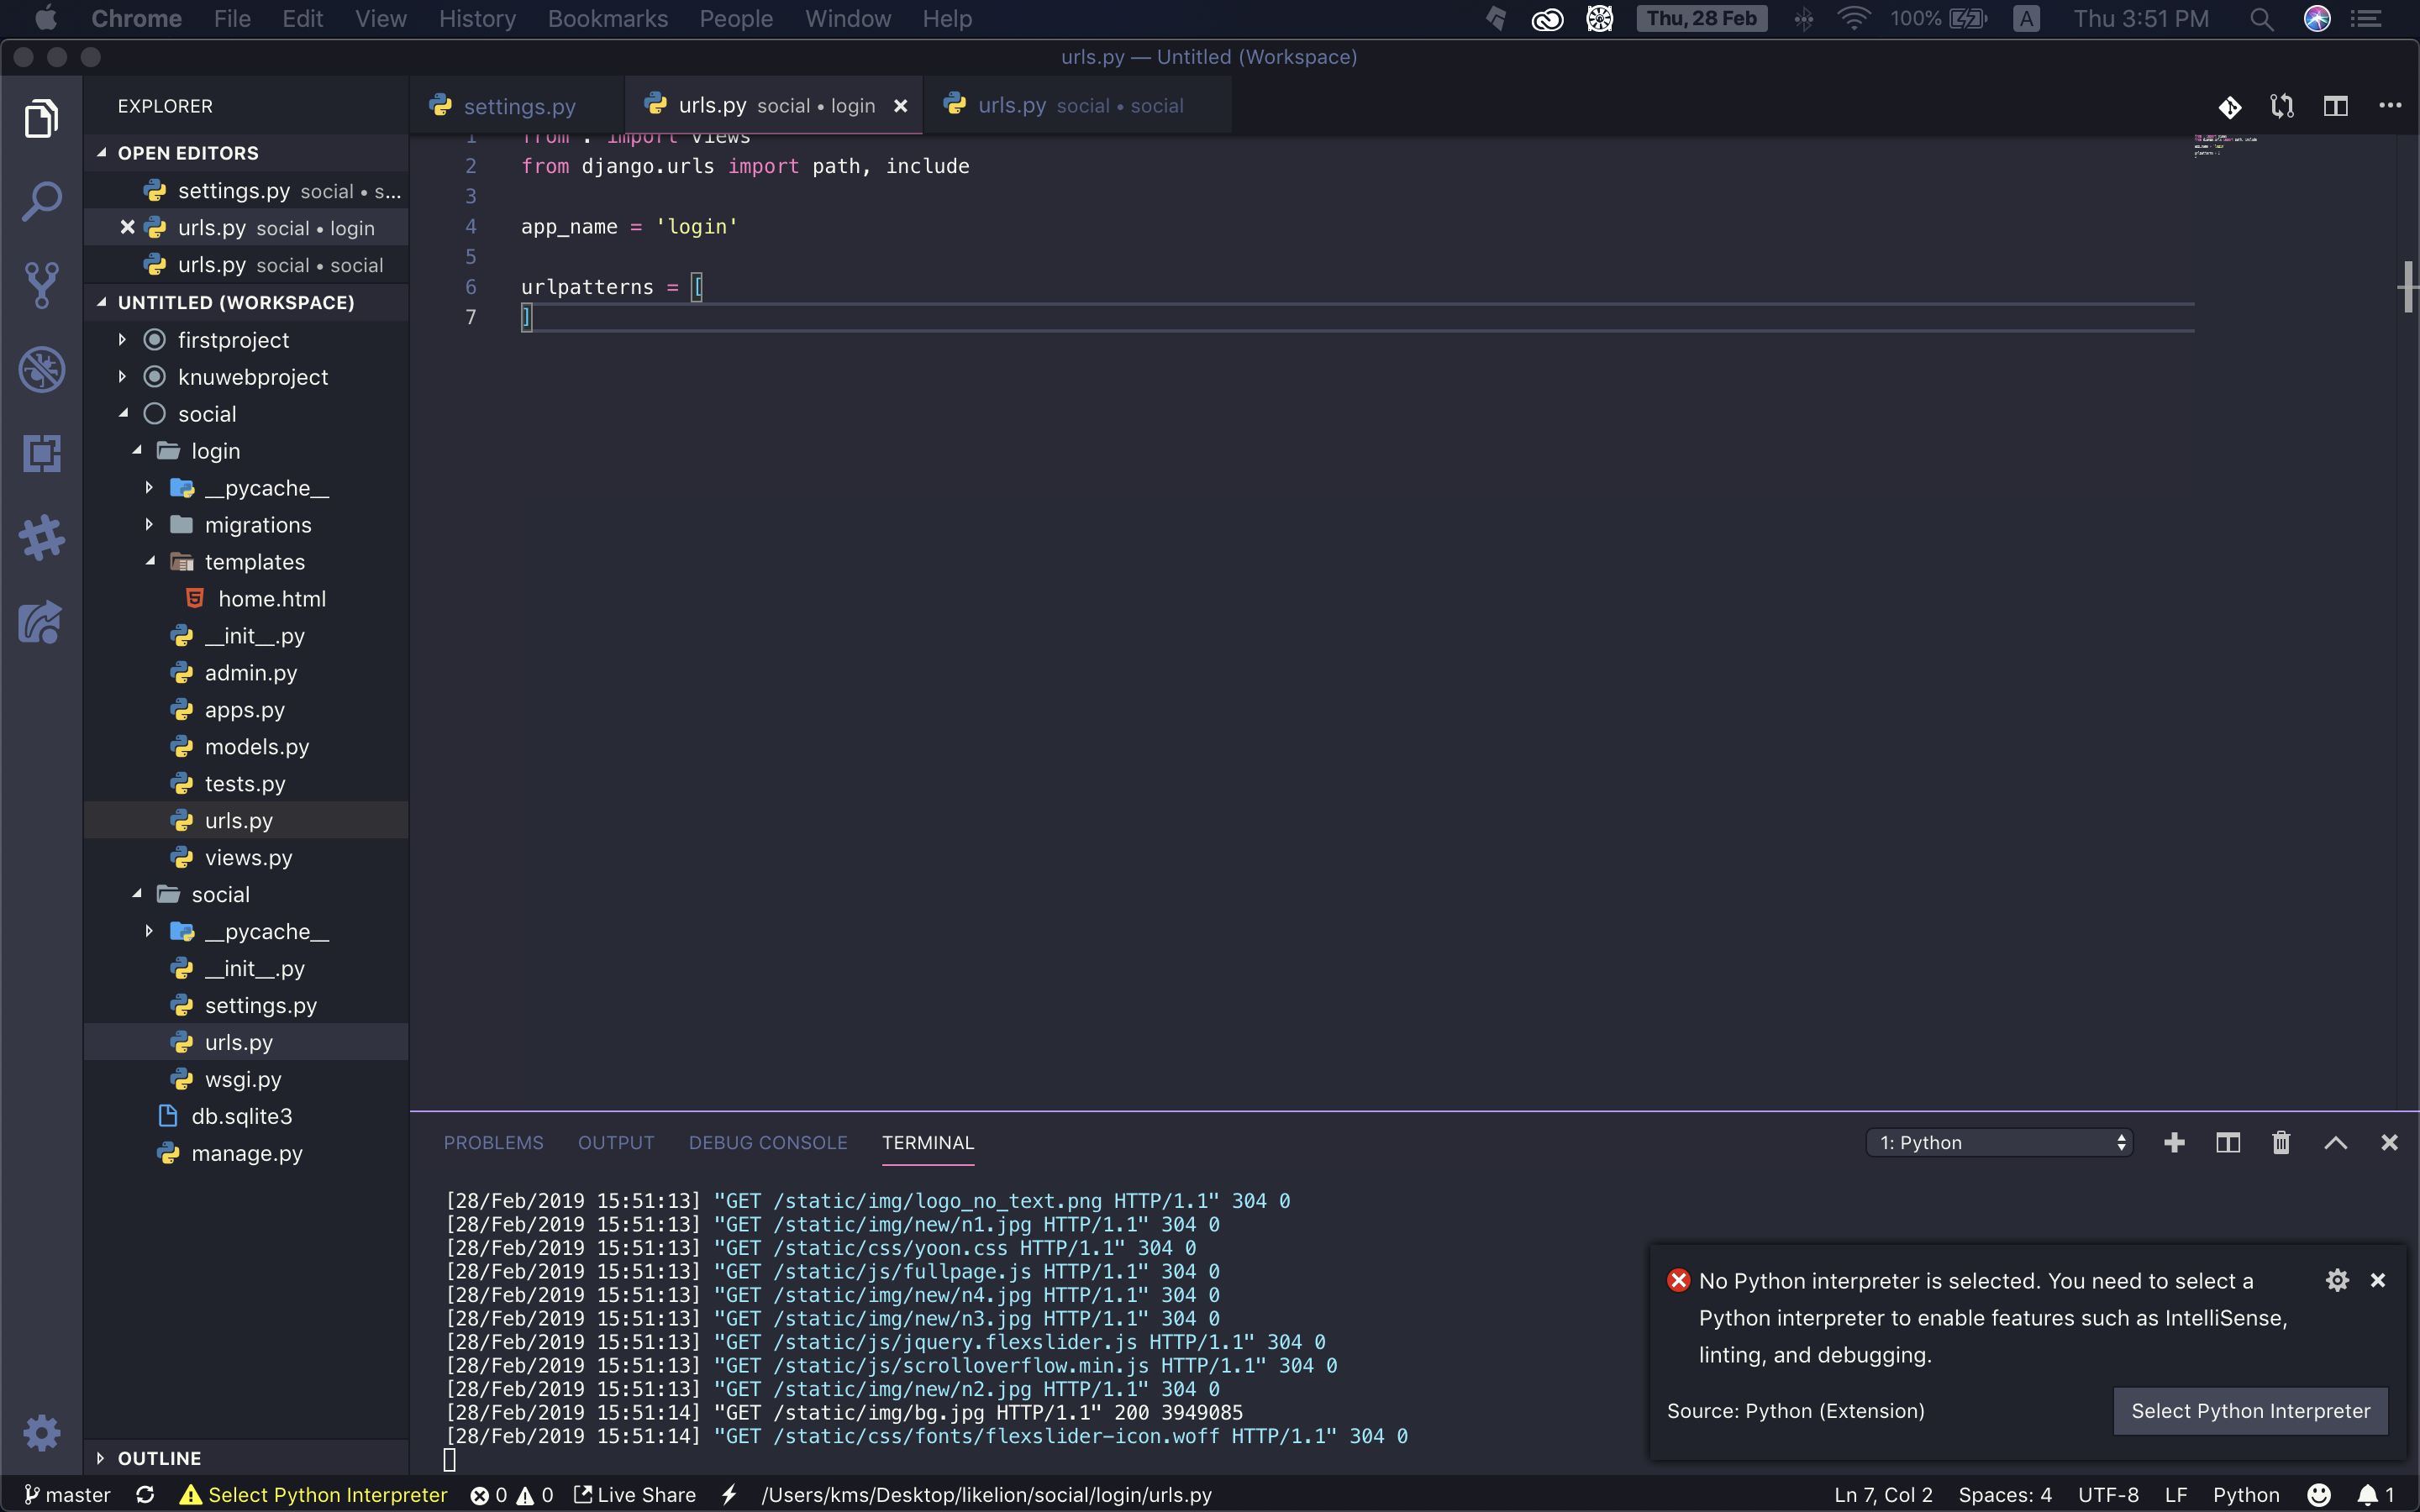 Chrome File Edit View History Bookmarks People Window Help Thu, 28 Feb 100% A Thu 3:51 PM
urls.py — Untitled (Workspace)
EXPLORER
OPEN EDITORS
settings.py social • s...
urls.py social • login
urls.py social • social
UNTITLED (WORKSPACE)
firstproject
knuwebproject
social
login
__pycache__
migrations
templates
home.html
__init__.py
admin.py
apps.py
models.py
tests.py
urls.py
views.py
social
__pycache__
__init__.py
settings.py
urls.py
wsgi.py
db.sqlite3
manage.py
OUTLINE
settings.py urls.py social • login urls.py social • social
1 from . import views
2 from django.urls import path, include
3
4 app_name = 'login'
5
6 urlpatterns = [
7 ]
PROBLEMS OUTPUT DEBUG CONSOLE TERMINAL 1: Python
[28/Feb/2019 15:51:13] "GET /static/img/logo_no_text.png HTTP/1.1" 304 0
[28/Feb/2019 15:51:13] "GET /static/img/new/n1.jpg HTTP/1.1" 304 0
[28/Feb/2019 15:51:13] "GET /static/css/yoon.css HTTP/1.1" 304 0
[28/Feb/2019 15:51:13] "GET /static/js/fullpage.js HTTP/1.1" 304 0
[28/Feb/2019 15:51:13] "GET /static/img/new/n4.jpg HTTP/1.1" 304 0
[28/Feb/2019 15:51:13] "GET /static/img/new/n3.jpg HTTP/1.1" 304 0
[28/Feb/2019 15:51:13] "GET /static/js/jquery.flexslider.js HTTP/1.1" 304 0
[28/Feb/2019 15:51:13] "GET /static/js/scrolloverflow.min.js HTTP/1.1" 304 0
[28/Feb/2019 15:51:13] "GET /static/img/new/n2.jpg HTTP/1.1" 304 0
[28/Feb/2019 15:51:14] "GET /static/img/bg.jpg HTTP/1.1" 200 3949085
[28/Feb/2019 15:51:14] "GET /static/css/fonts/flexslider-icon.woff HTTP/1.1" 304 0
No Python interpreter is selected. You need to select a
Python interpreter to enable features such as IntelliSense,
linting, and debugging.
Source: Python (Extension) Select Python Interpreter
master Select Python Interpreter 0 0 Live Share /Users/kms/Desktop/likelion/social/login/urls.py Ln 7, Col 2 Spaces: 4 UTF-8 LF Python 1